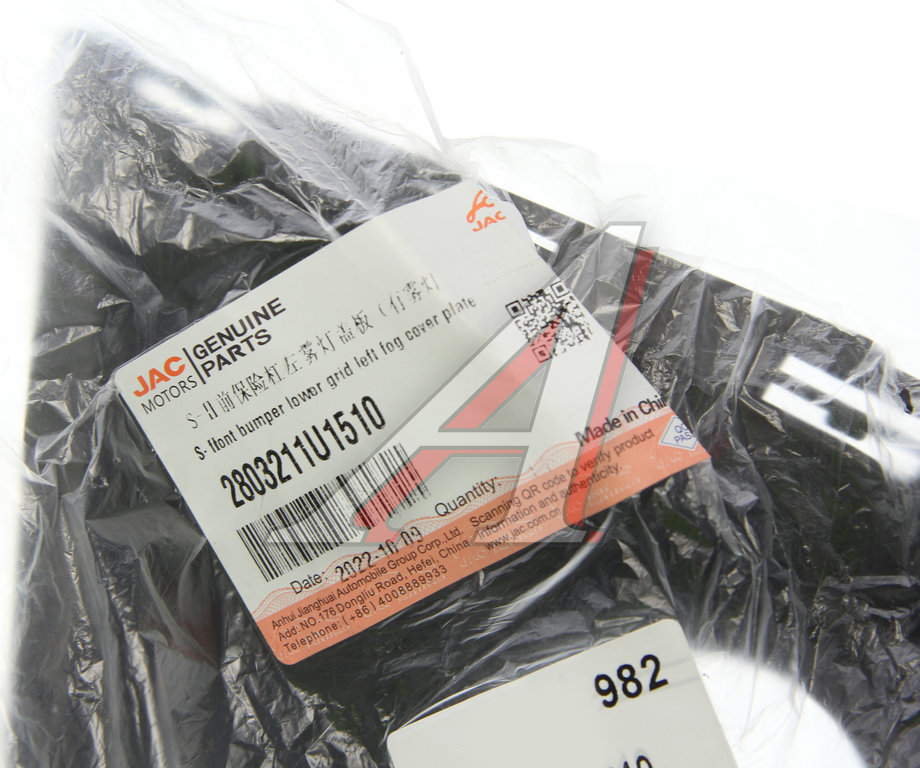 JAC
JAC
MOTORS
GENUINE
PARTS
S-II前保险杠左雾灯盖板（有雾灯
S- front bumper lower grid left fog cover plate
2803211U1510
Made in Chi
QC
PASS
Date: 2022-10-09
Quantity:
Anhui Jianghuai Automobile Group Corp.,Ltd.
Add: NO.176 Dongliu Road, Hefei, China
Telephone: (+86) 4008889933
Scanning QR code to verify product
information and authenticity.
www.jac.com.cn
982